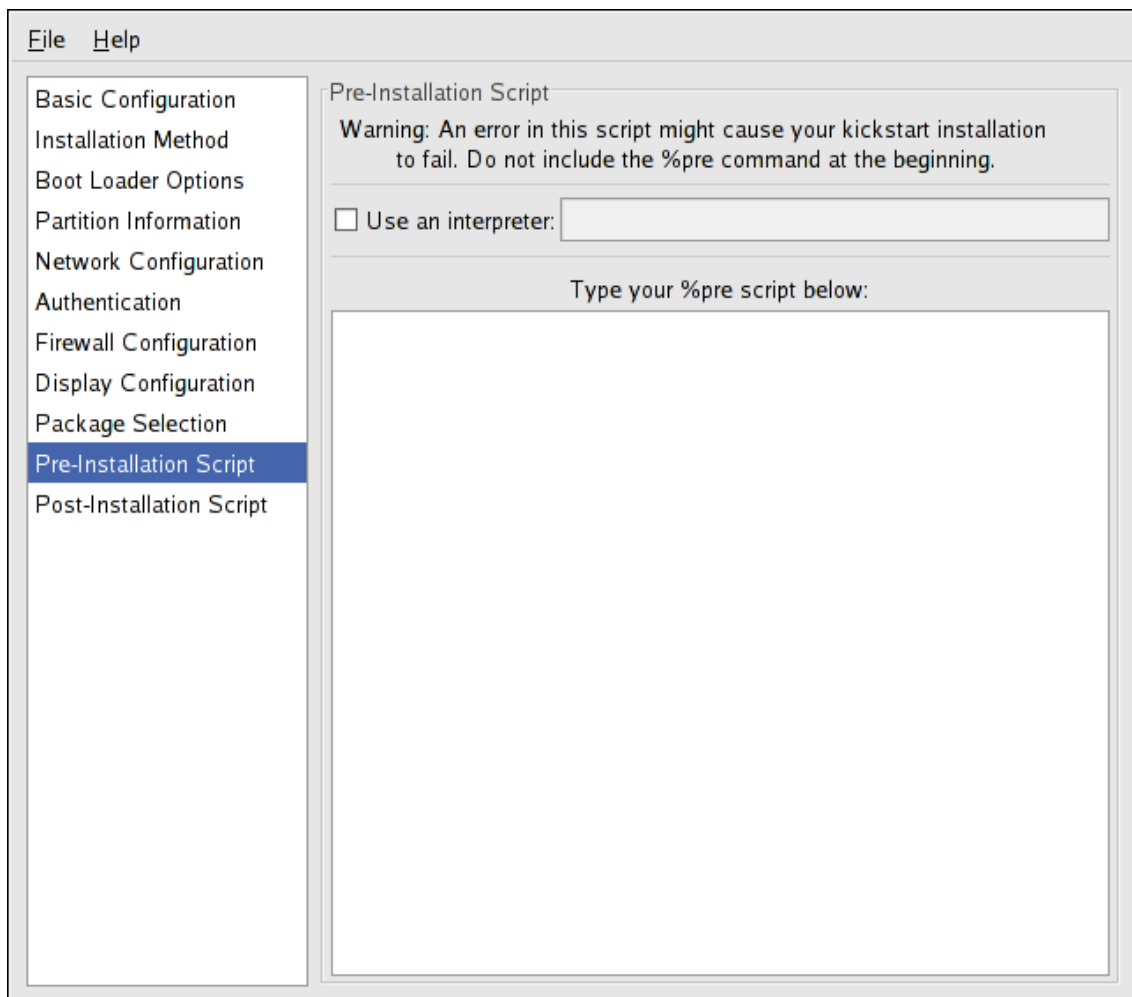 File Help
Basic Configuration
Installation Method
Boot Loader Options
Partition Information
Network Configuration
Authentication
Firewall Configuration
Display Configuration
Package Selection
Pre-Installation Script
Post-Installation Script
Pre-Installation Script
Warning: An error in this script might cause your kickstart installation
to fail. Do not include the %pre command at the beginning.
Use an interpreter:
Type your %pre script below: